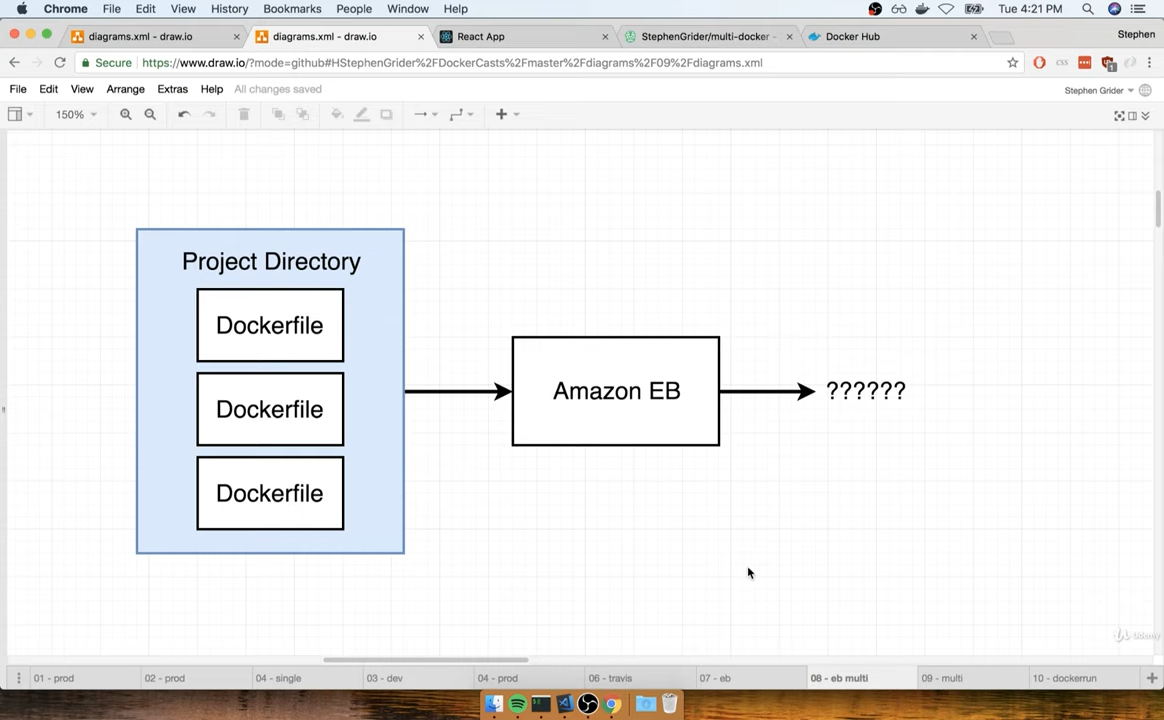 Chrome File Edit View History Bookmarks People Window Help Tue 4:21 PM
diagrams.xml - draw.io diagrams.xml - draw.io React App StephenGrider/multi-docker - Docker Hub Stephen
Secure https://www.draw.io/?mode=github#HStephenGrider%2FDockerCasts%2Fmaster%2Fdiagrams%2F09%2Fdiagrams.xml
File Edit View Arrange Extras Help All changes saved Stephen Grider
150%
Project Directory
Dockerfile
Dockerfile
Dockerfile
Amazon EB
??????
Udemy
01 - prod 02 - prod 04 - single 03 - dev 04 - prod 06 - travis 07 - eb 08 - eb multi 09 - multi 10 - dockerrun